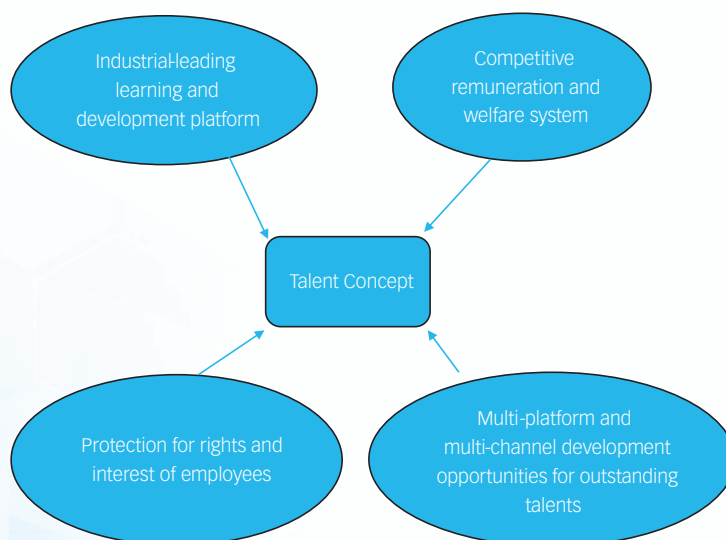 Industrial-leading
learning and
development platform
Competitive
remuneration and
welfare system
Talent Concept
Protection for rights and
interest of employees
Multi-platform and
multi-channel development
opportunities for outstanding
talents